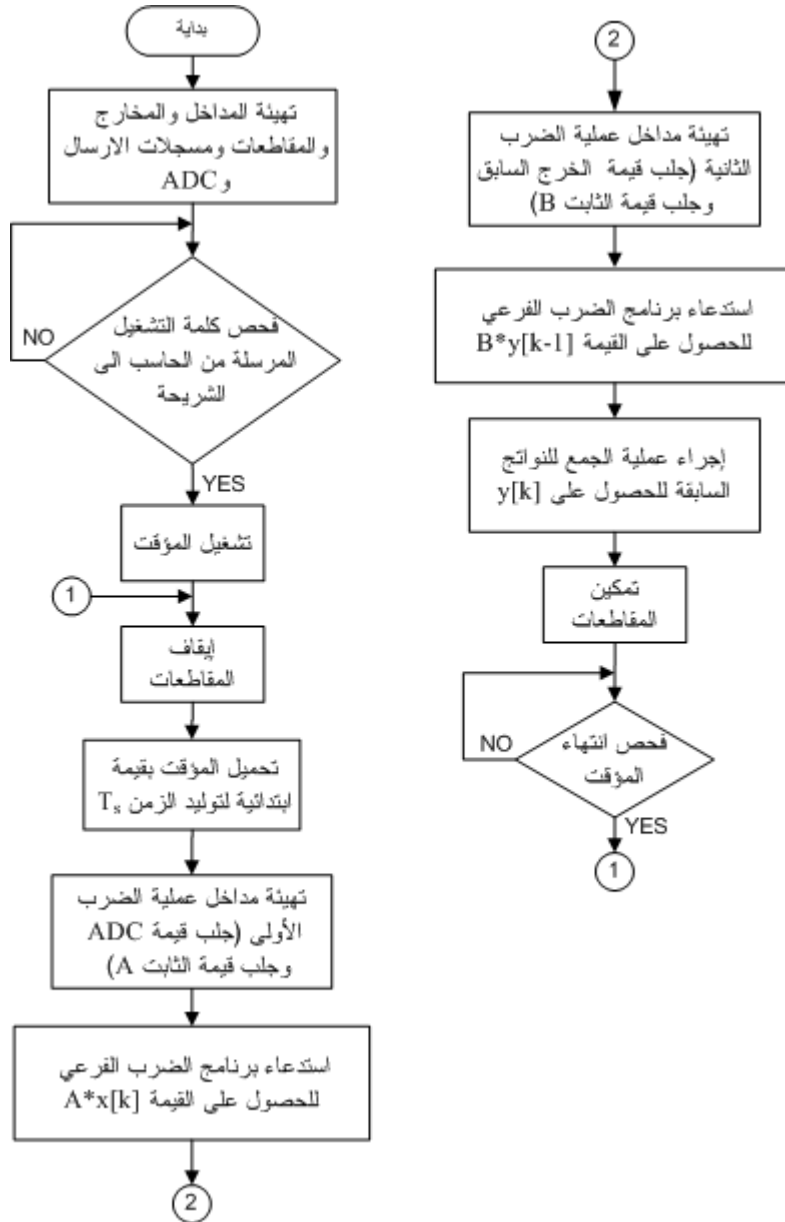 بداية
تهيئة المداخل والمخارج
والمقاطعات ومسجلات الارسال
و ADC
فحص كلمة التشغيل
المرسلة من الحاسب الى
الشريحة
NO
YES
تشغيل المؤقت
1
إيقاف
المقاطعات
تحميل المؤقت بقيمة
ابتدائية لتوليد الزمن Ts
تهيئة مداخل عملية الضرب
الأولى (جلب قيمة ADC
وجلب قيمة الثابت A)
استدعاء برنامج الضرب الفرعي
للحصول على القيمة A*x[k]
2
2
تهيئة مداخل عملية الضرب
الثانية (جلب قيمة الخرج السابق
وجلب قيمة الثابت B)
استدعاء برنامج الضرب الفرعي
للحصول على القيمة B*y[k-1]
إجراء عملية الجمع للنواتج
السابقة للحصول على y[k]
تمكين
المقاطعات
فحص انتهاء
المؤقت
NO
YES
1